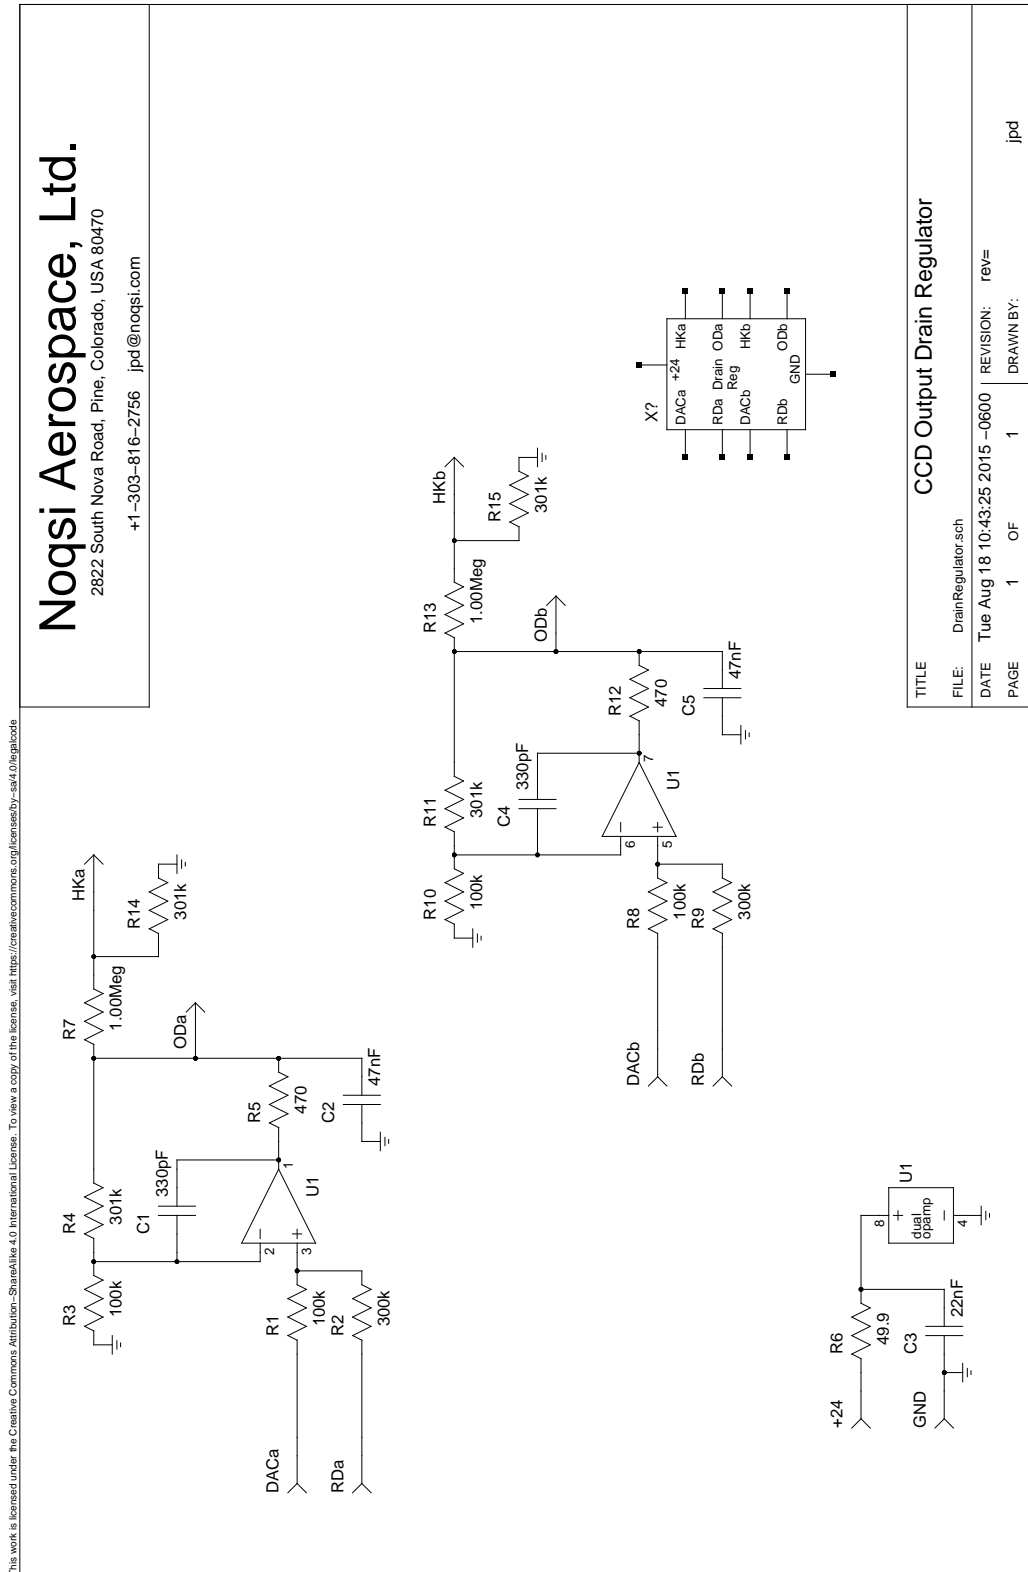 This work is licensed under the Creative Commons Attribution−ShareAlike 4.0 International License. To view a copy of the license, visit https://creativecommons.org/licenses/by−sa/4.0/legalcode
Noqsi Aerospace, Ltd.
2822 South Nova Road, Pine, Colorado, USA 80470
+1−303−816−2756 jpd@noqsi.com
R3
100k
R4
301k
R7
1.00Meg
HKa
R14
301k
C1
330pF
ODa
2
3
1
U1
R5
470
C2
47nF
DACa
R1
100k
RDa
R2
300k
R10
100k
R11
301k
R13
1.00Meg
HKb
R15
301k
C4
330pF
ODb
6
5
7
U1
R12
470
C5
47nF
DACb
R8
100k
RDb
R9
300k
X?
DACa
+24
HKa
RDa
Drain
Reg
ODa
DACb
HKb
RDb
GND
ODb
+24
R6
49.9
GND
C3
22nF
U1
8
+
dual
opamp
−
4
TITLE
CCD Output Drain Regulator
FILE: DrainRegulator.sch
DATE Tue Aug 18 10:43:25 2015 −0600 REVISION: rev=
PAGE 1 OF 1 DRAWN BY: jpd